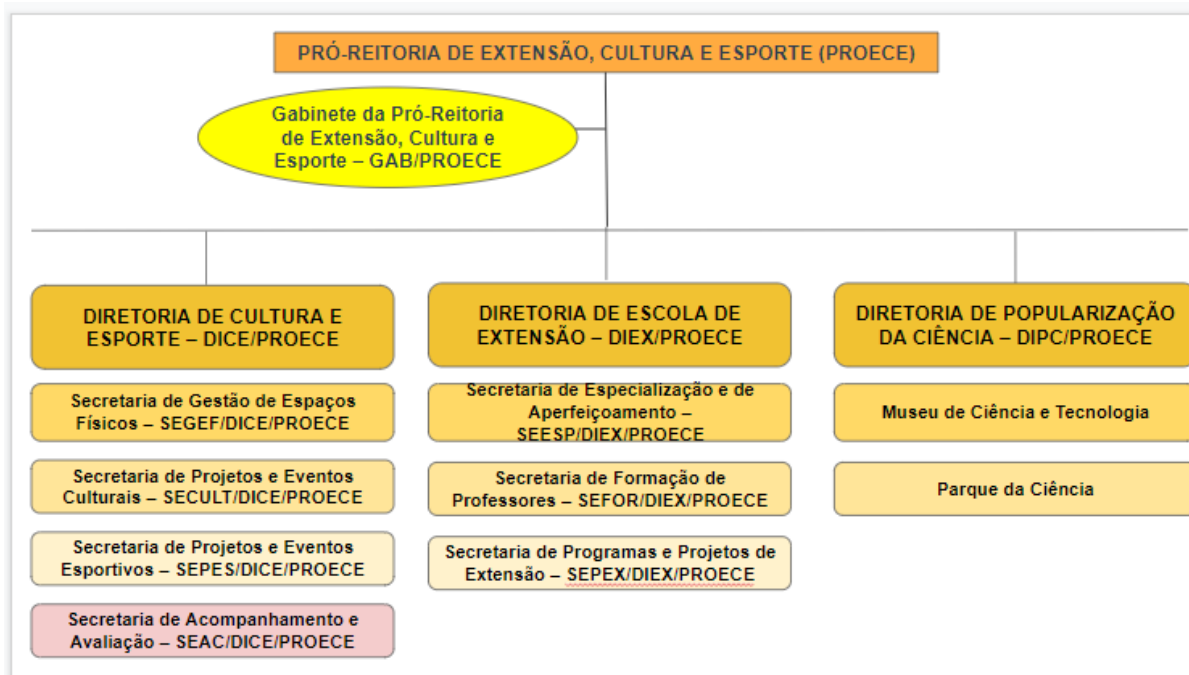 PRÓ-REITORIA DE EXTENSÃO, CULTURA E ESPORTE (PROECE)
Gabinete da Pró-Reitoria
de Extensão, Cultura e
Esporte – GAB/PROECE
DIRETORIA DE CULTURA E
ESPORTE – DICE/PROECE
Secretaria de Gestão de Espaços
Físicos – SEGEF/DICE/PROECE
Secretaria de Projetos e Eventos
Culturais – SECULT/DICE/PROECE
Secretaria de Projetos e Eventos
Esportivos – SEPES/DICE/PROECE
Secretaria de Acompanhamento e
Avaliação – SEAC/DICE/PROECE
DIRETORIA DE ESCOLA DE
EXTENSÃO – DIEX/PROECE
Secretaria de Especialização e de
Aperfeiçoamento –
SEESP/DIEX/PROECE
Secretaria de Formação de
Professores – SEFOR/DIEX/PROECE
Secretaria de Programas e Projetos de
Extensão – SEPEX/DIEX/PROECE
DIRETORIA DE POPULARIZAÇÃO
DA CIÊNCIA – DIPC/PROECE
Museu de Ciência e Tecnologia
Parque da Ciência